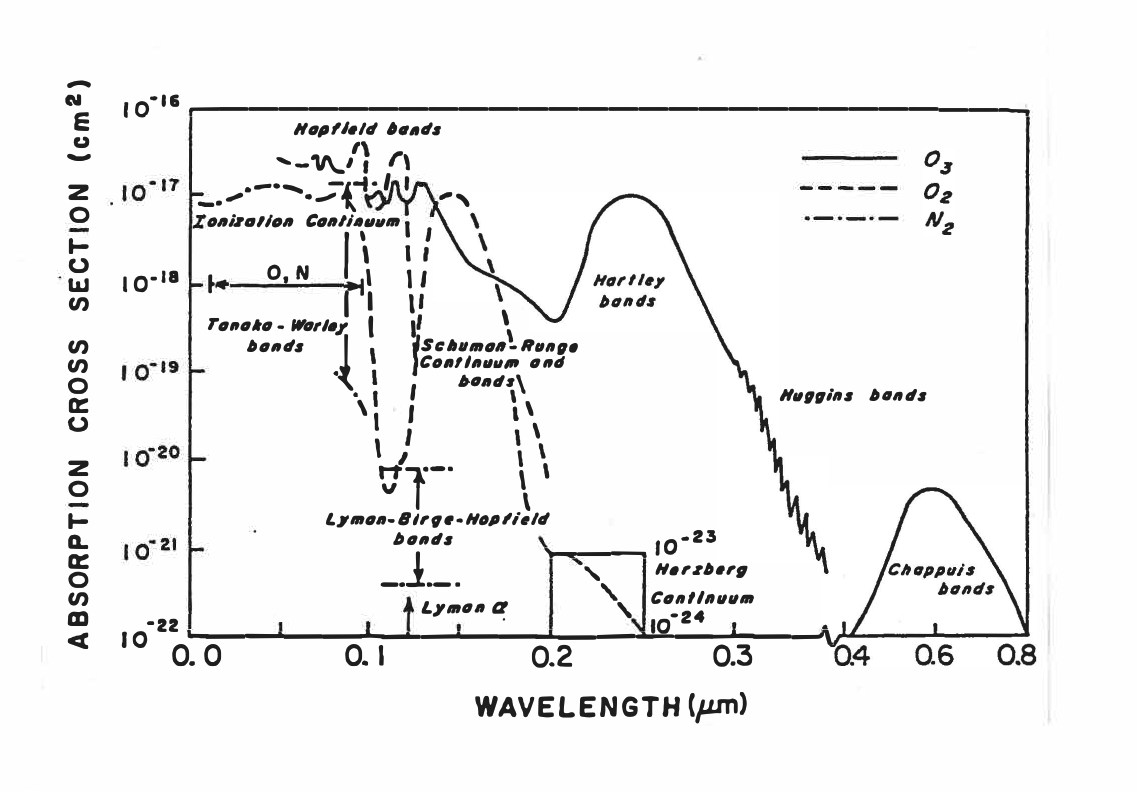 ABSORPTION CROSS SECTION (cm²)
10⁻¹⁶
10⁻¹⁷
10⁻¹⁸
10⁻¹⁹
10⁻²⁰
10⁻²¹
10⁻²²
Hopfield bands
O₃
O₂
N₂
Ionization Continuum
O, N
Hartley
bands
Tanaka - Worley
bands
Schuman-Runge
Continuum and
bands
Huggins bands
Lyman-Birge-Hopfield
bands
10⁻²³
Herzberg
Continuum
10⁻²⁴
Lyman α
Chappuis
bands
0.0
0.1
0.2
0.3
0.4
0.6
0.8
WAVELENGTH (μm)